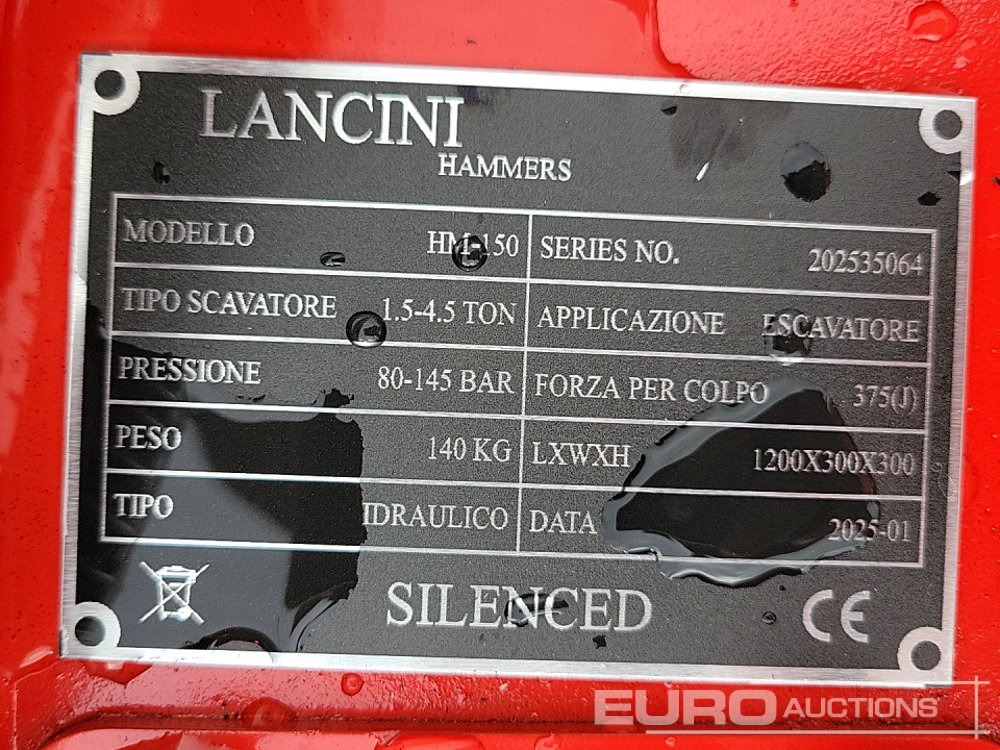 LANCINI
HAMMERS
MODELLO HM-150 SERIES NO. 202535064
TIPO SCAVATORE 1.5-4.5 TON APPLICAZIONE ESCAVATORE
PRESSIONE 80-145 BAR FORZA PER COLPO 375(J)
PESO 140 KG LXWXH 1200X300X300
TIPO IDRAULICO DATA 2025-01
SILENCED CE
EURO AUCTIONS